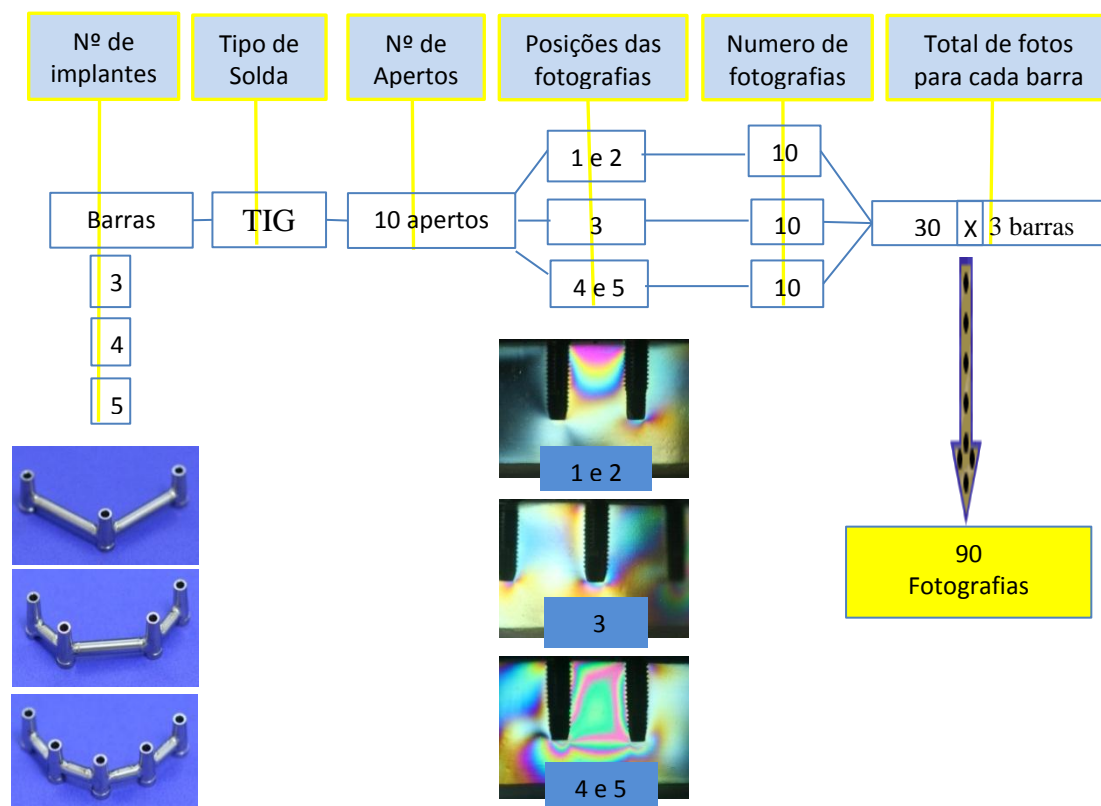 Nº de
implantes
Tipo de
Solda
Nº de
Apertos
Posições das
fotografias
Numero de
fotografias
Total de fotos
para cada barra
Barras
TIG
10 apertos
1 e 2
10
3
10
4 e 5
10
30 X 3 barras
3
4
5
1 e 2
3
4 e 5
90
Fotografias